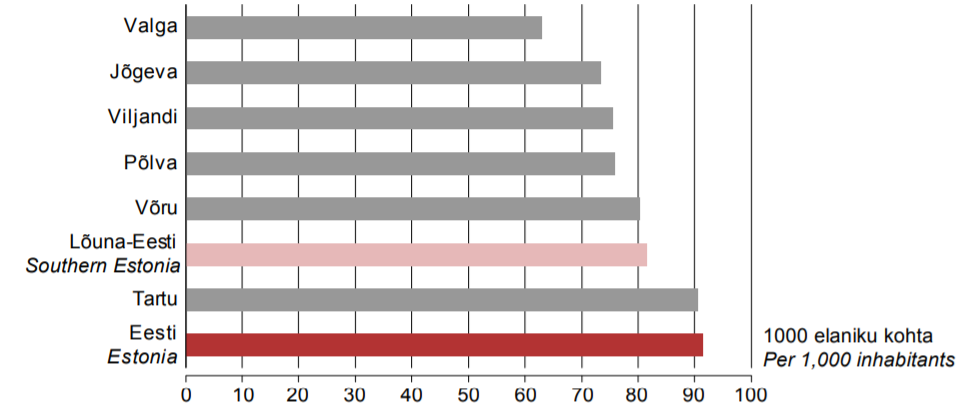 Valga
Jõgeva
Viljandi
Põlva
Võru
Lõuna-Eesti
Southern Estonia
Tartu
Eesti
Estonia
1000 elaniku kohta
Per 1,000 inhabitants
0 10 20 30 40 50 60 70 80 90 100